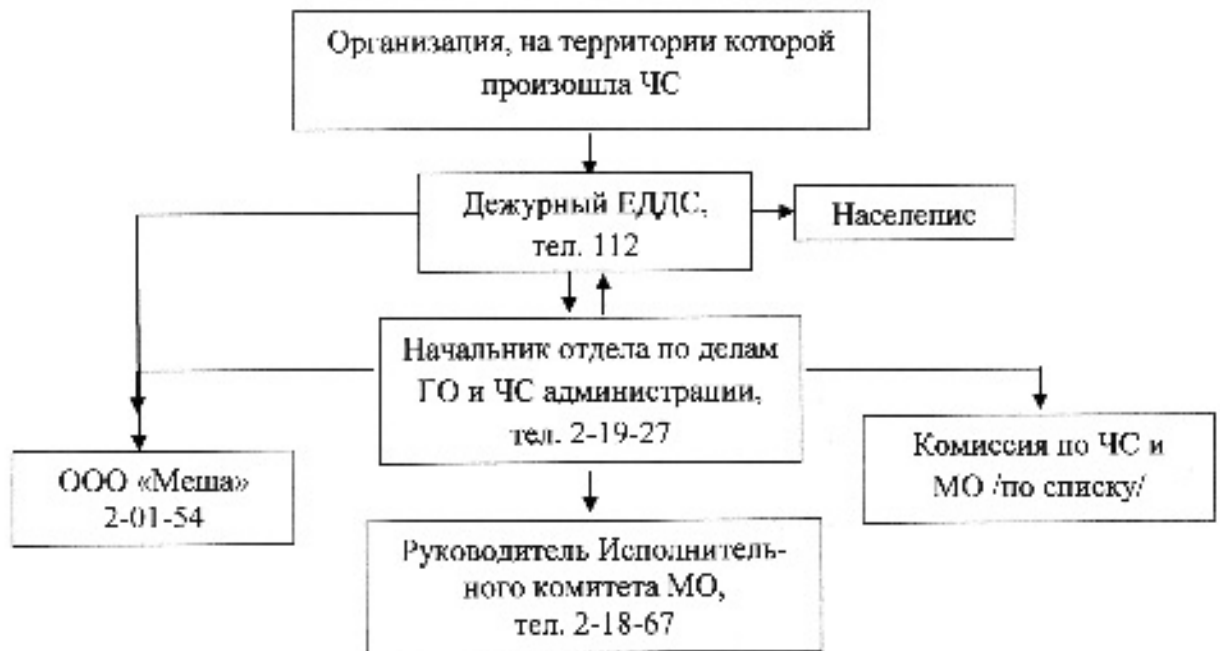 Организация, на территории которой
произошла ЧС
Дежурный ЕДДС,
тел. 112
Население
Начальник отдела по делам
ГО и ЧС администрации,
тел. 2-19-27
ООО «Меша»
2-01-54
Комиссия по ЧС и
МО /по списку/
Руководитель Исполнитель-
ного комитета МО,
тел. 2-18-67